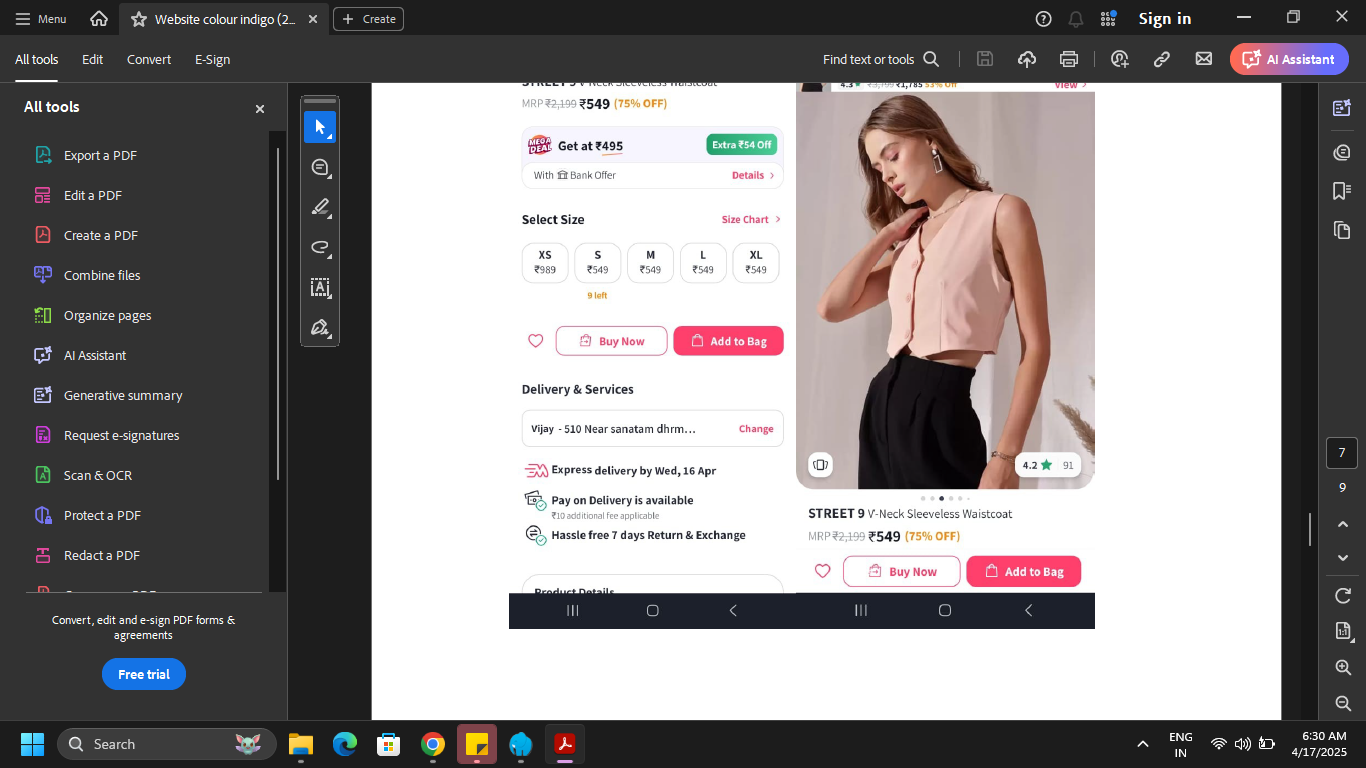 Menu
Website colour indigo (2...
Create
Sign in
All tools
Edit
Convert
E-Sign
Find text or tools
AI Assistant
All tools
Export a PDF
Edit a PDF
Create a PDF
Combine files
Organize pages
AI Assistant
Generative summary
Request e-signatures
Scan & OCR
Protect a PDF
Redact a PDF
Convert, edit and e-sign PDF forms &
agreements
Free trial
STREET 9 V-Neck Sleeveless Waistcoat
MRP ₹2,199 ₹549 (75% OFF)
MEGA DEAL Get at ₹495 Extra ₹54 Off
With Bank Offer Details
Select Size Size Chart
XS S M L XL
₹989 ₹549 ₹549 ₹549 ₹549
9 left
Buy Now Add to Bag
Delivery & Services
Vijay - 510 Near sanatam dhrm... Change
Express delivery by Wed, 16 Apr
Pay on Delivery is available
₹10 additional fee applicable
Hassle free 7 days Return & Exchange
Product Details
4.3 ₹3,799 ₹1,785 53% Off View
4.2 91
STREET 9 V-Neck Sleeveless Waistcoat
MRP ₹2,199 ₹549 (75% OFF)
Buy Now Add to Bag
7
9
1:1
Search
ENG
IN
6:30 AM
4/17/2025